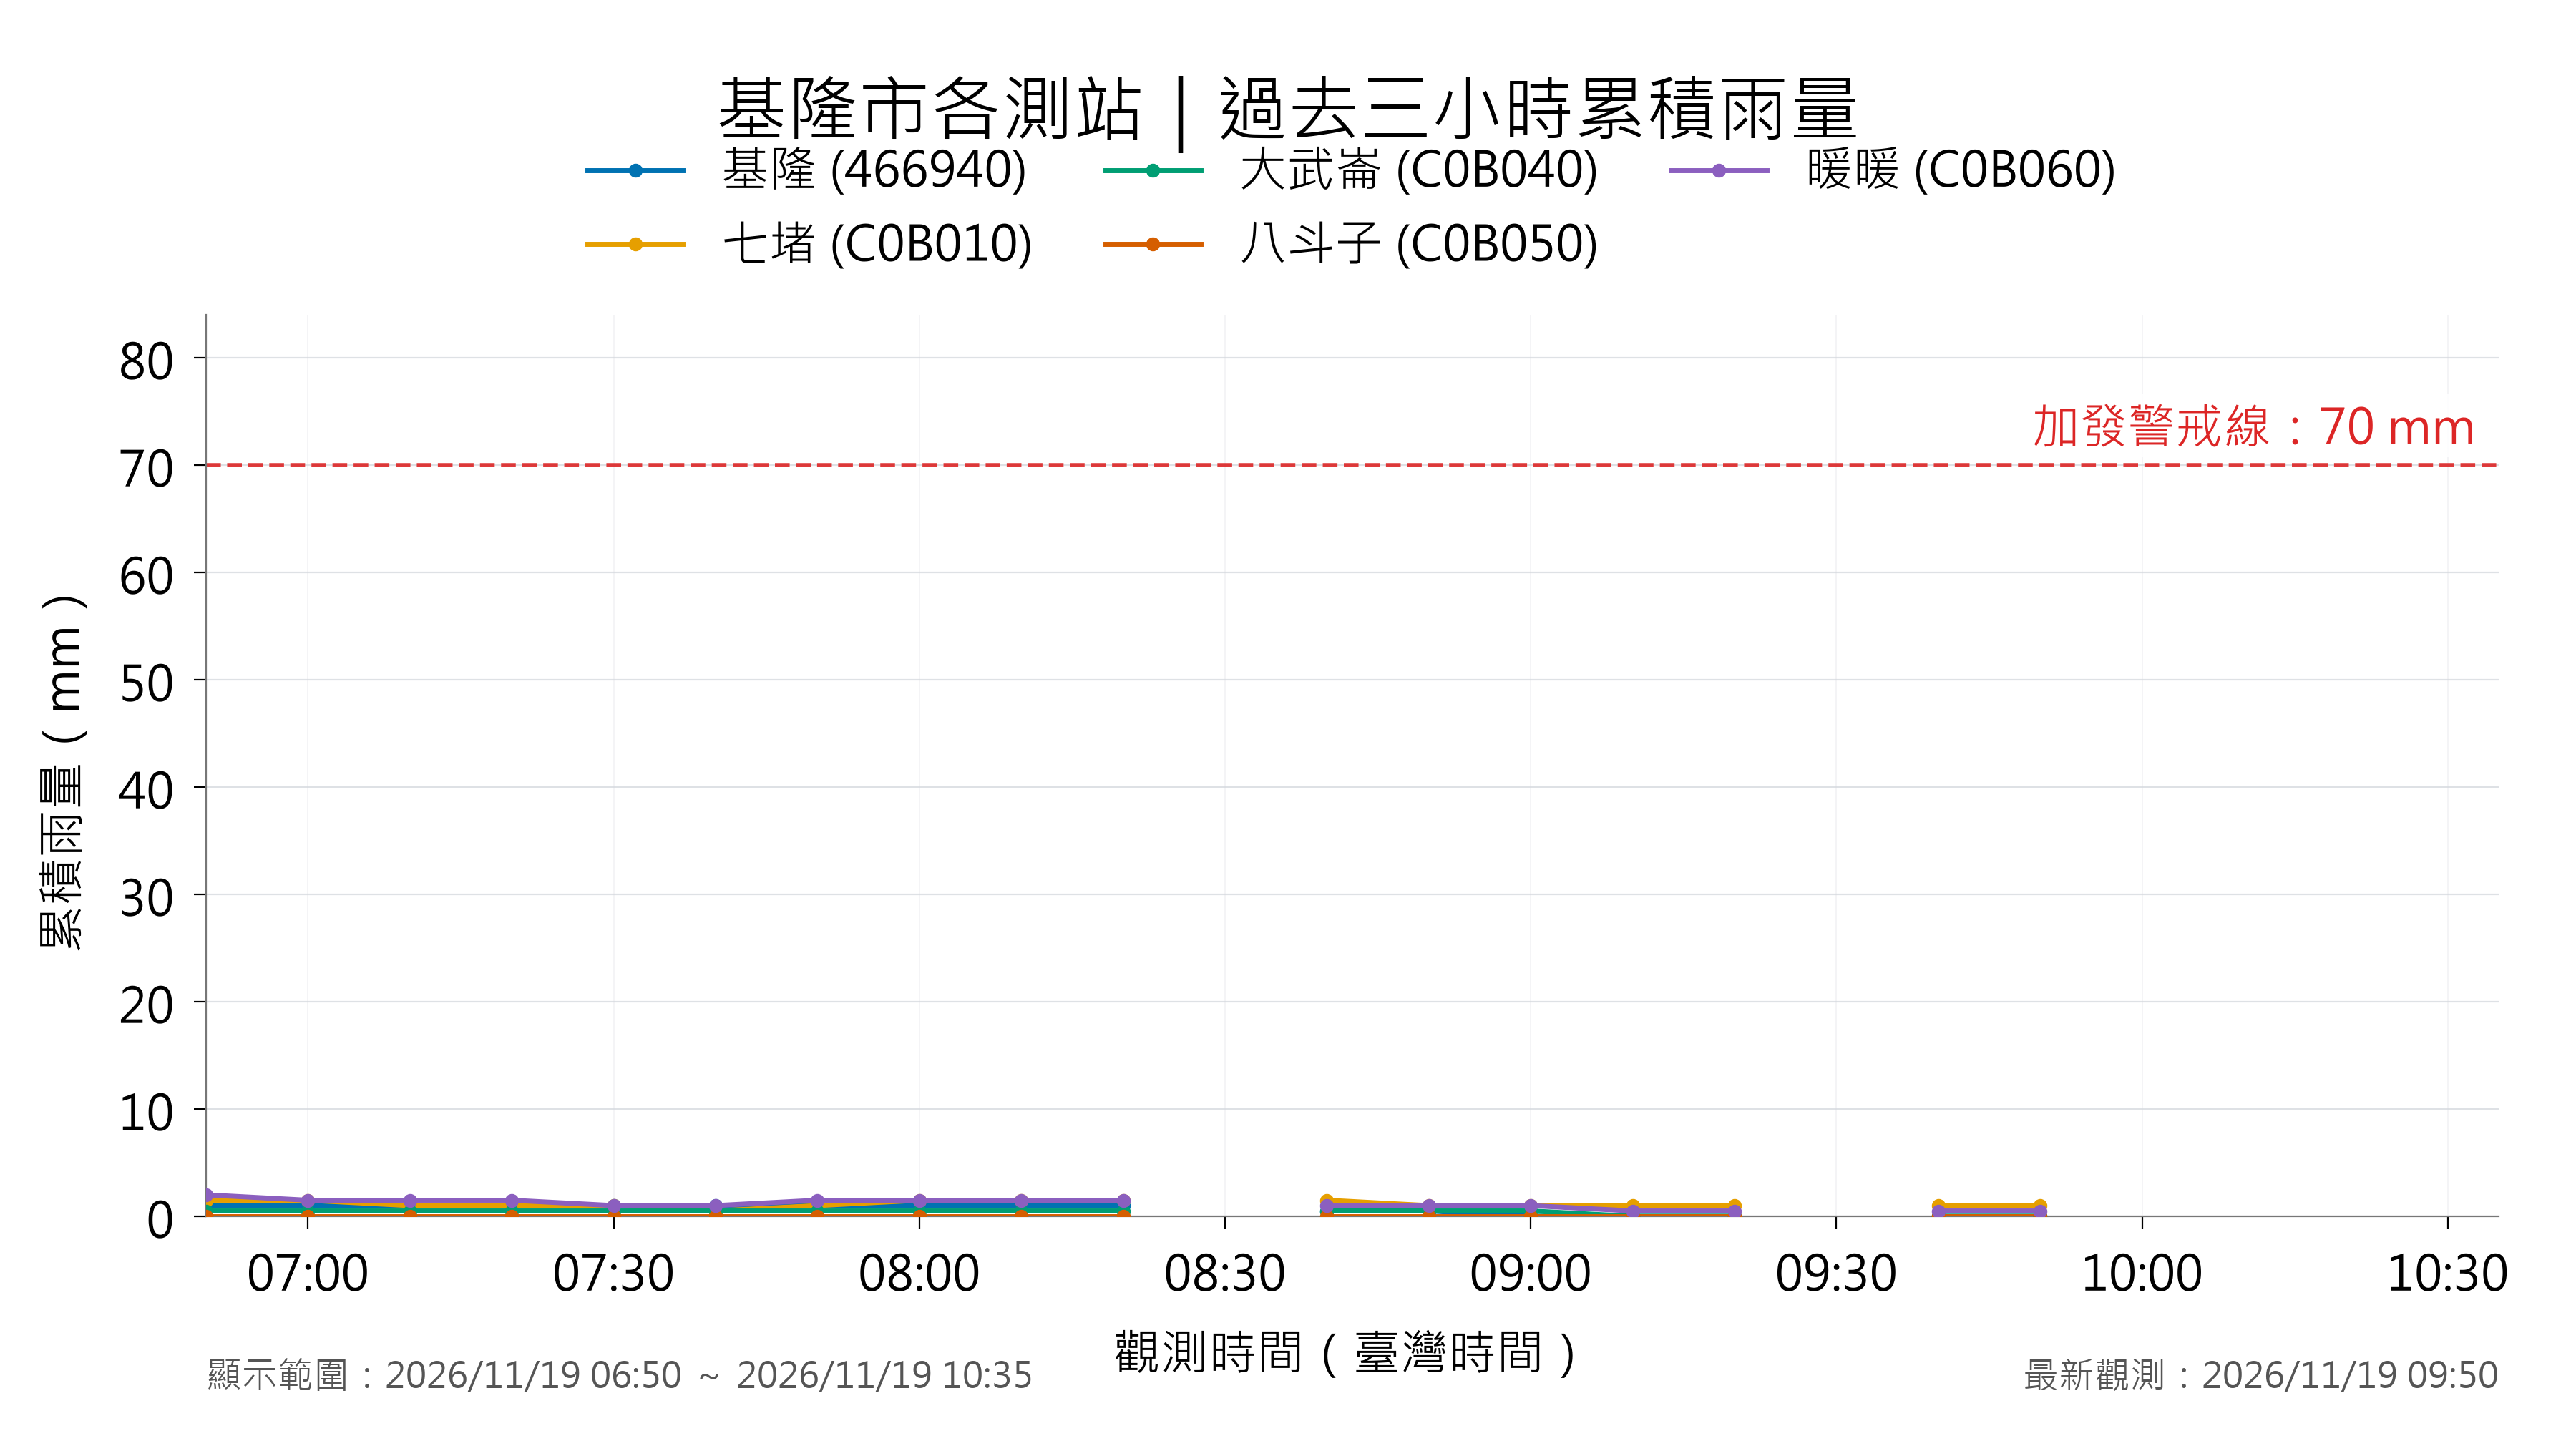 基隆市各測站｜過去三小時累積雨量
基隆 (466940)
大武崙 (C0B040)
暖暖 (C0B060)
七堵 (C0B010)
八斗子 (C0B050)
加發警戒線：70 mm
80
70
60
50
40
30
20
10
0
累積雨量（mm）
07:00 07:30 08:00 08:30 09:00 09:30 10:00 10:30
觀測時間（臺灣時間）
顯示範圍：2026/11/19 06:50 ~ 2026/11/19 10:35
最新觀測：2026/11/19 09:50